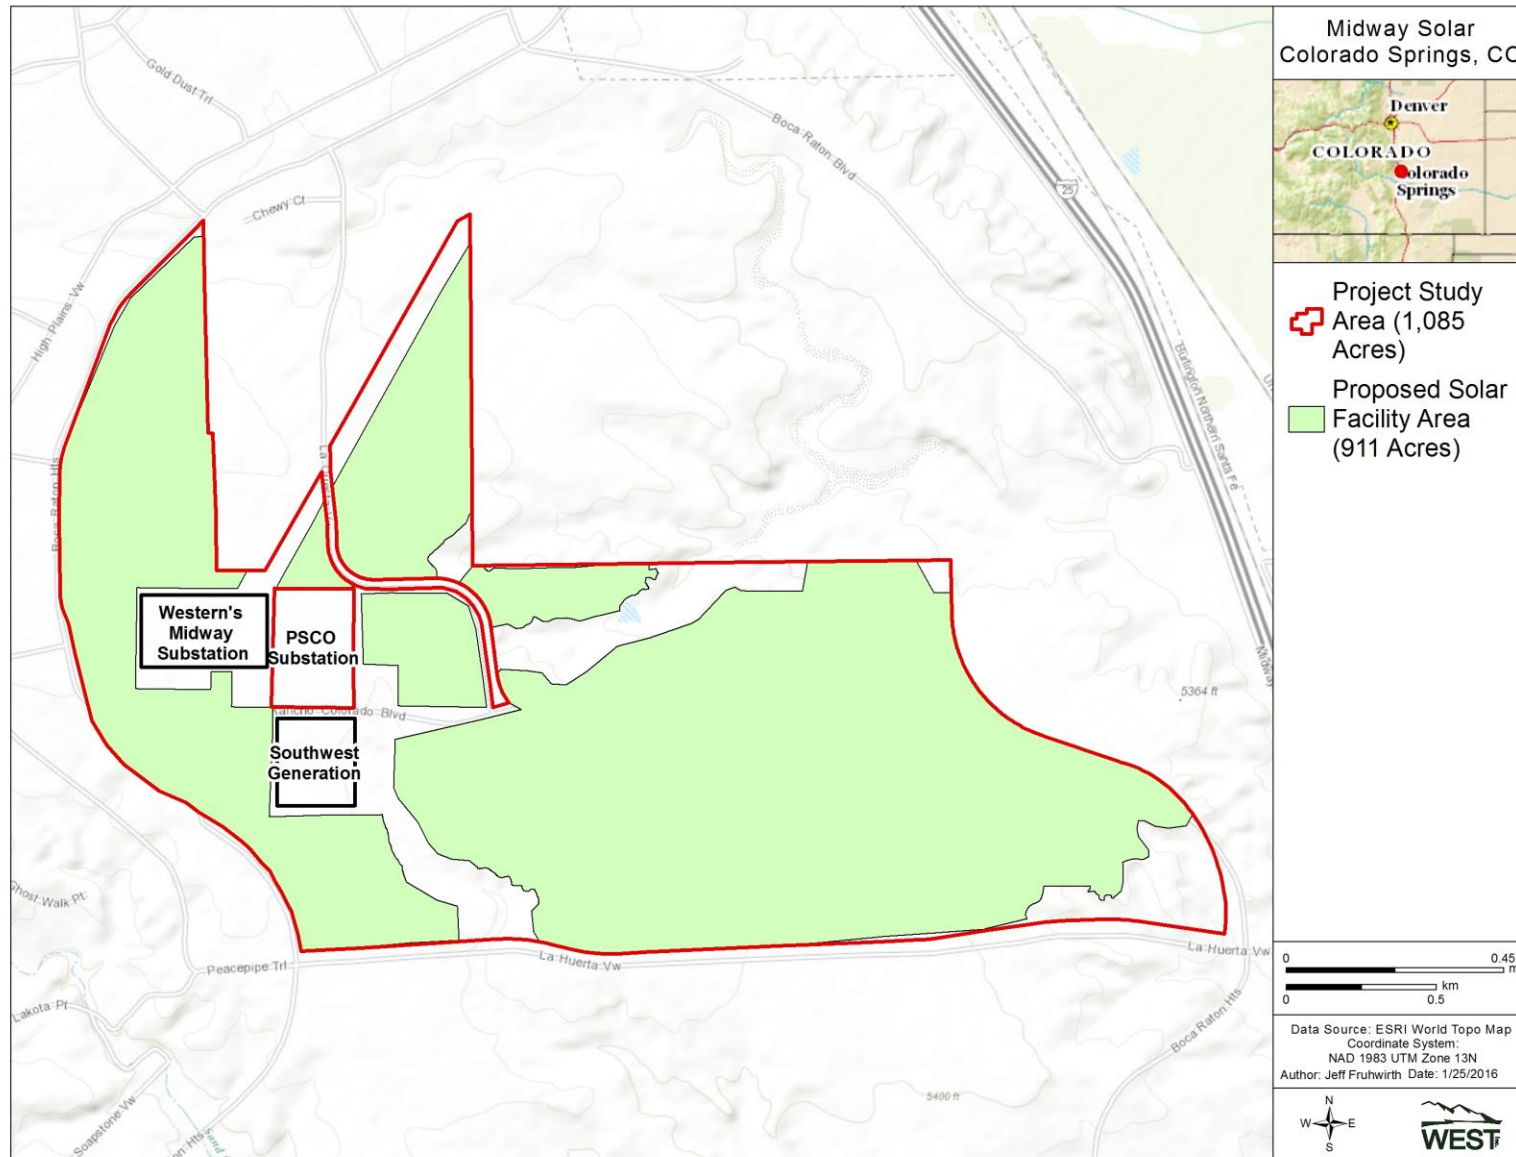 Midway Solar
Colorado Springs, CO
Denver
COLORADO
olorado
Springs
Project Study
Area (1,085
Acres)
Proposed Solar
Facility Area
(911 Acres)
Gold Dust Trl
Chewy Ct
High Plains Vw
Boca Raton Blvd
25
Burlington Northern Santa Fe
Boca Raton Hts
Western's
Midway
Substation
PSCO
Substation
Rancho Colorado Blvd
Southwest
Generation
5364 ft
Midway
Ghost Walk Pt
Peacepipe Trl
La Huerta Vw
La Huerta Vw
Lakota Pt
Boca Raton Hts
Soapstone Vw
5400 ft
0 0.45
km
0 0.5
Data Source: ESRI World Topo Map
Coordinate System:
NAD 1983 UTM Zone 13N
Author: Jeff Fruhwirth Date: 1/25/2016
N
W E
S
WEST